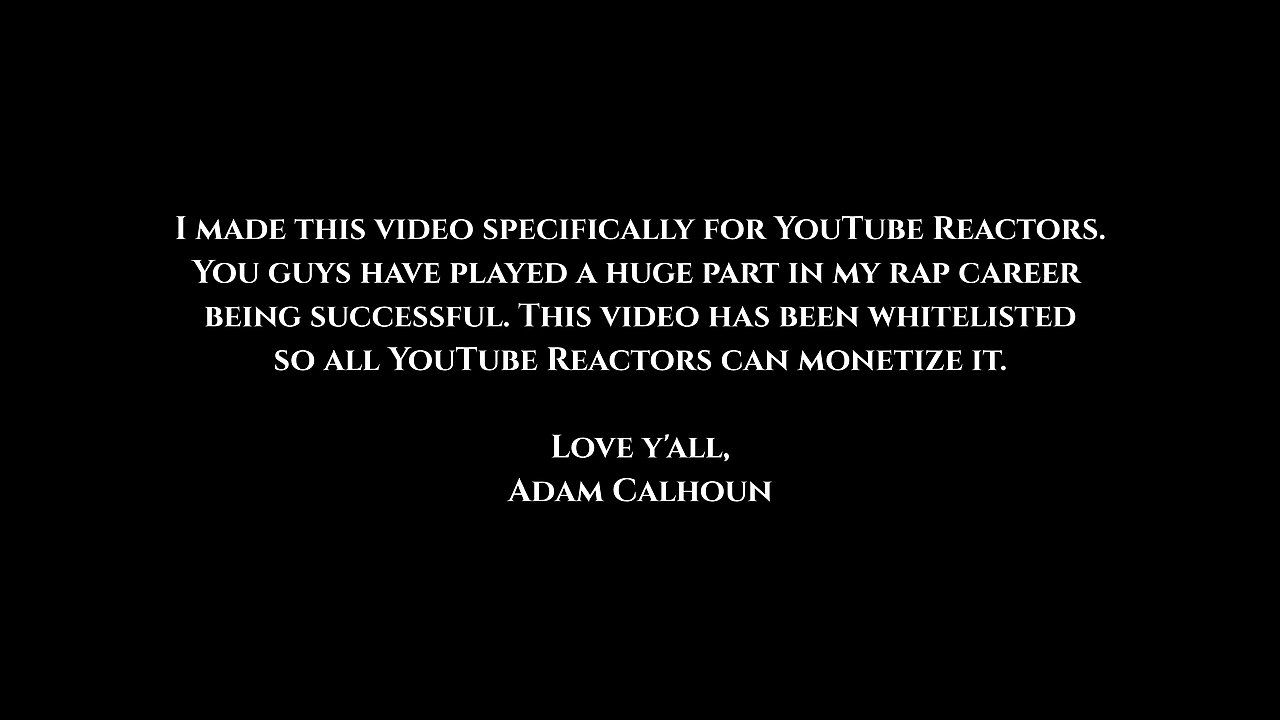 I made this video specifically for YouTube Reactors.
You guys have played a huge part in my rap career
being successful. This video has been whitelisted
so all YouTube Reactors can monetize it.
Love y'all,
Adam Calhoun